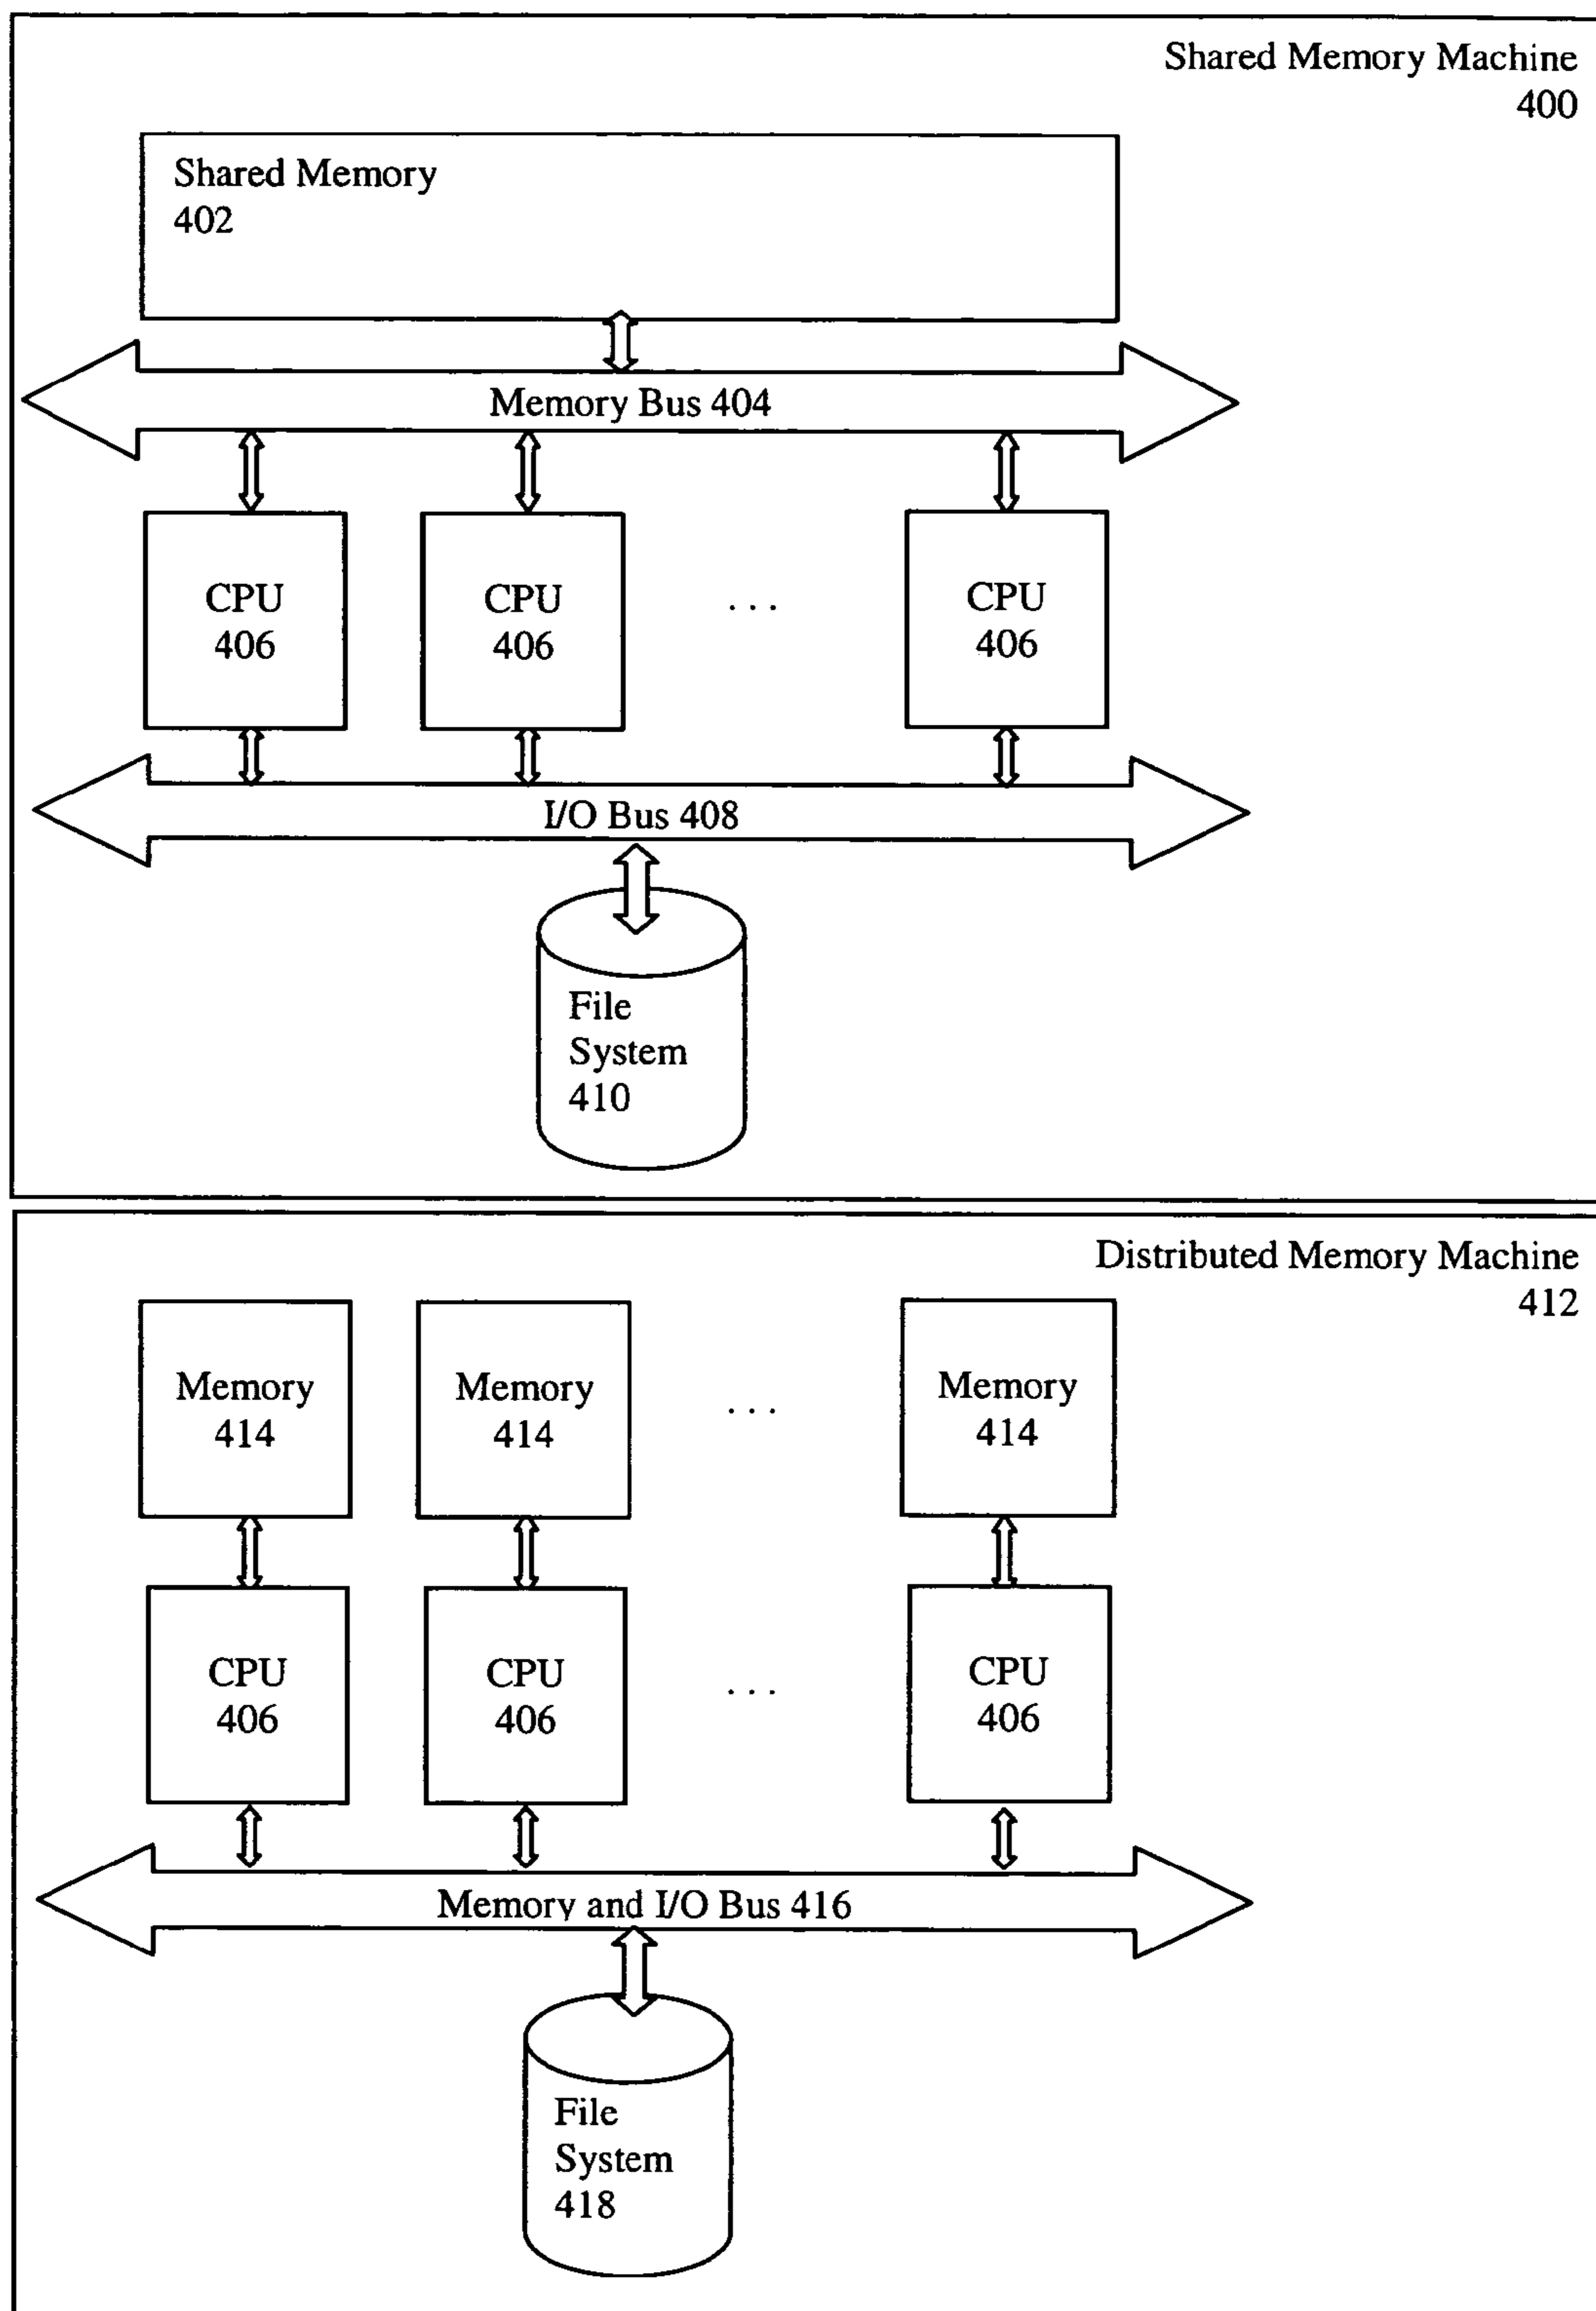 Shared Memory Machine
400
Shared Memory
402
Memory Bus 404
CPU
406
CPU
406
. . .
CPU
406
I/O Bus 408
File
System
410
Distributed Memory Machine
412
Memory
414
Memory
414
. . .
Memory
414
CPU
406
CPU
406
. . .
CPU
406
Memory and I/O Bus 416
File
System
418